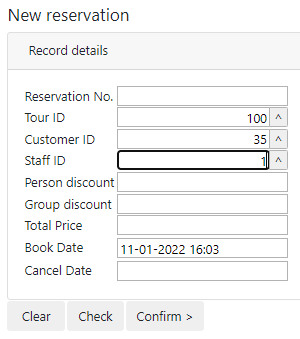 New reservation
Record details
Reservation No.
Tour ID 100 ^
Customer ID 35 ^
Staff ID 1 ^
Person discount
Group discount
Total Price
Book Date 11-01-2022 16:03
Cancel Date
Clear Check Confirm >